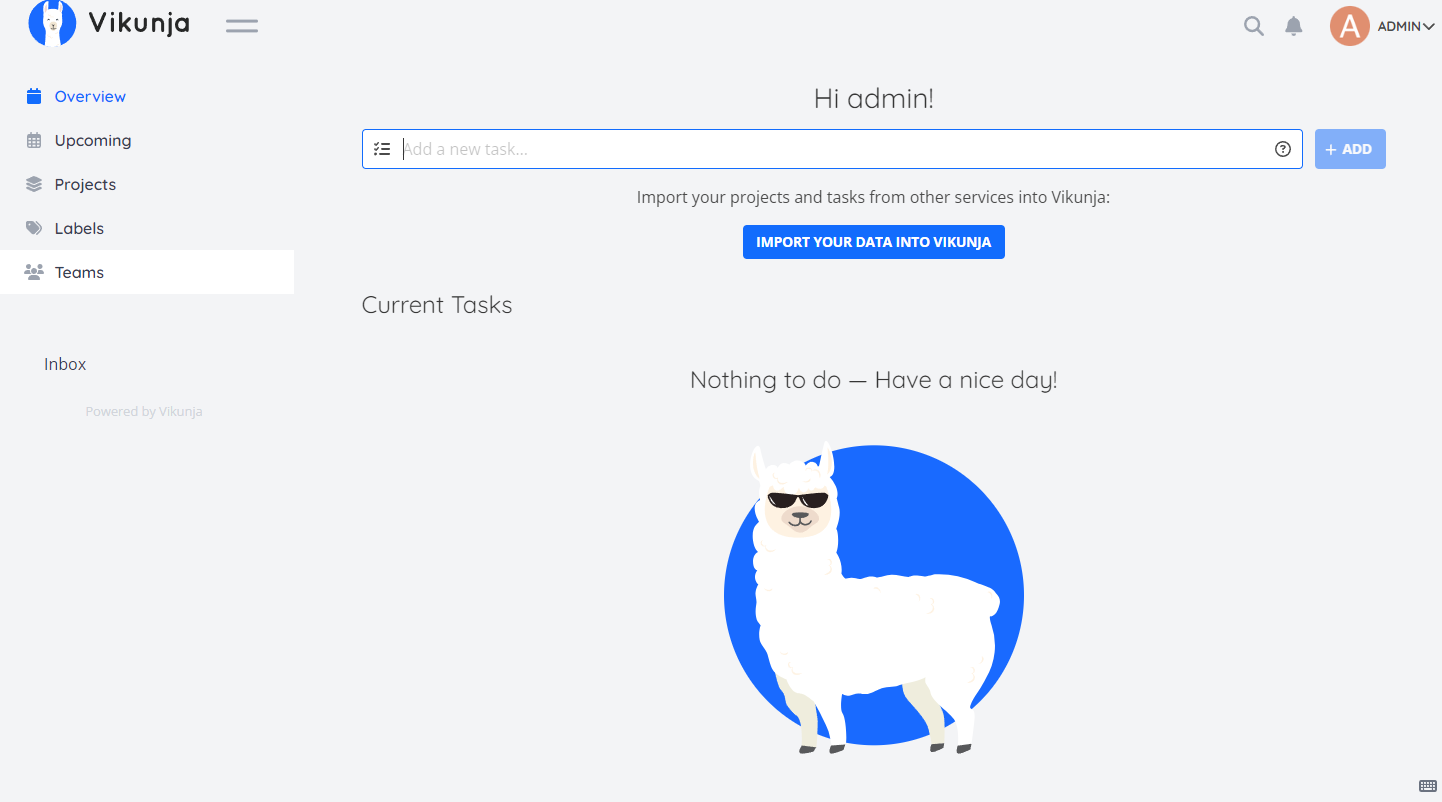 Vikunja
A ADMIN
Overview
Upcoming
Projects
Labels
Teams
Inbox
Powered by Vikunja
Hi admin!
Add a new task...
+ ADD
Import your projects and tasks from other services into Vikunja:
IMPORT YOUR DATA INTO VIKUNJA
Current Tasks
Nothing to do — Have a nice day!